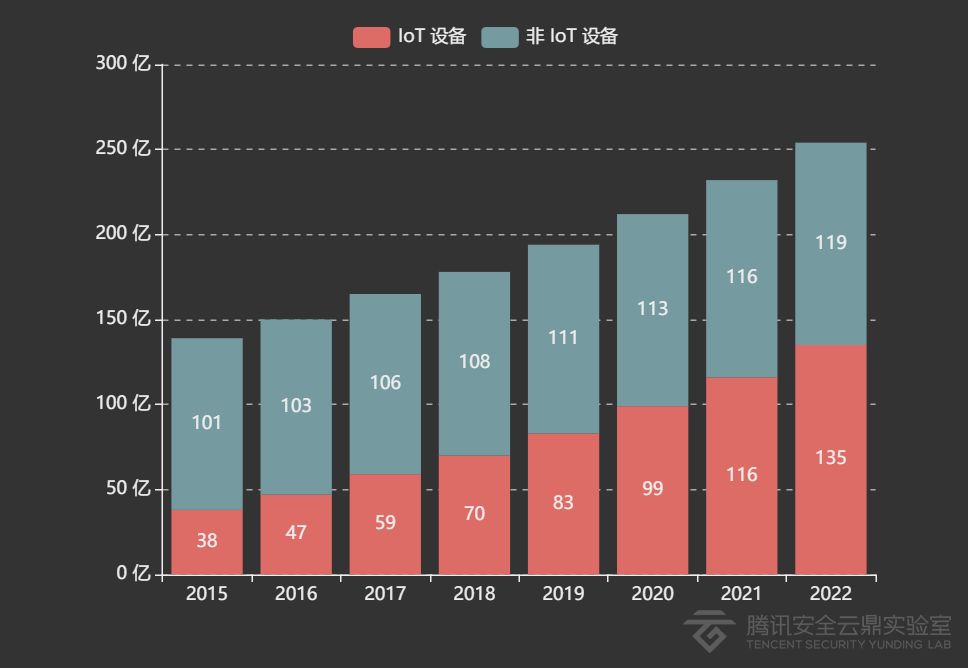 IoT 设备 非 IoT 设备
300 亿
250 亿
200 亿
150 亿
100 亿
50 亿
0 亿
101 103 106 108 111 113 116 119
38 47 59 70 83 99 116 135
2015 2016 2017 2018 2019 2020 2021 2022
腾讯安全云鼎实验室
TENCENT SECURITY YUNDING LAB